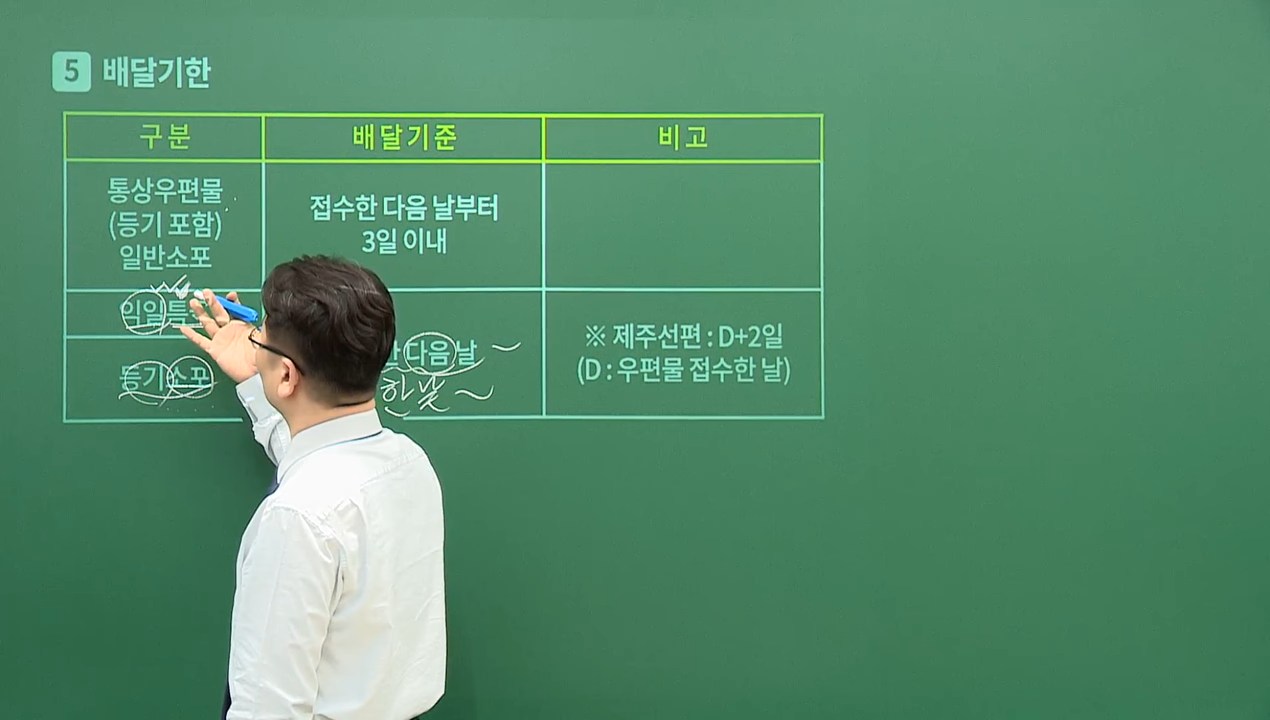 5 배달기한
구분 배달기준 비고
통상우편물
(등기 포함)
일반소포
접수한 다음 날부터
3일 이내
익일특
등기소포
다음 날 ~
한 날 ~
※ 제주선편 : D+2일
(D : 우편물 접수한 날)